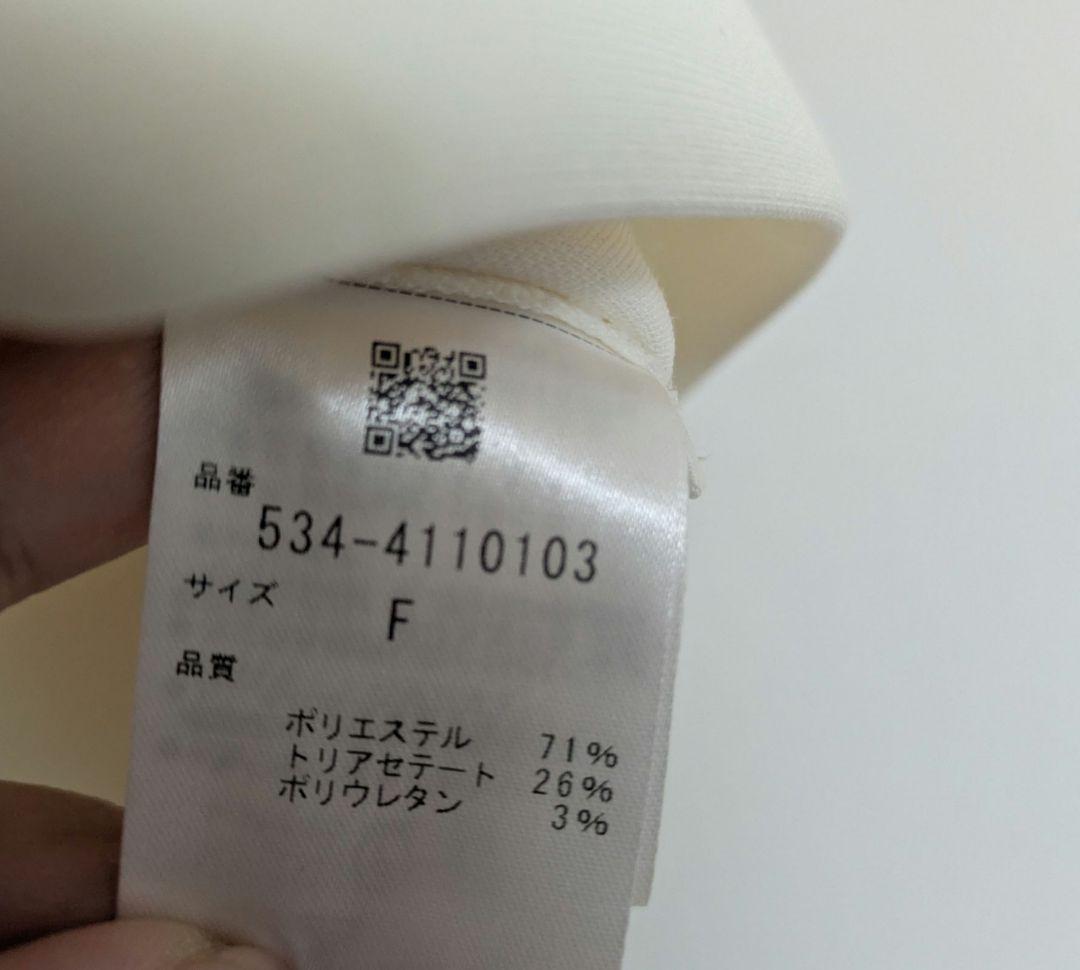 品番
534-4110103
サイズ
F
品質
ポリエステル 71%
トリアセテート 26%
ポリウレタン 3%